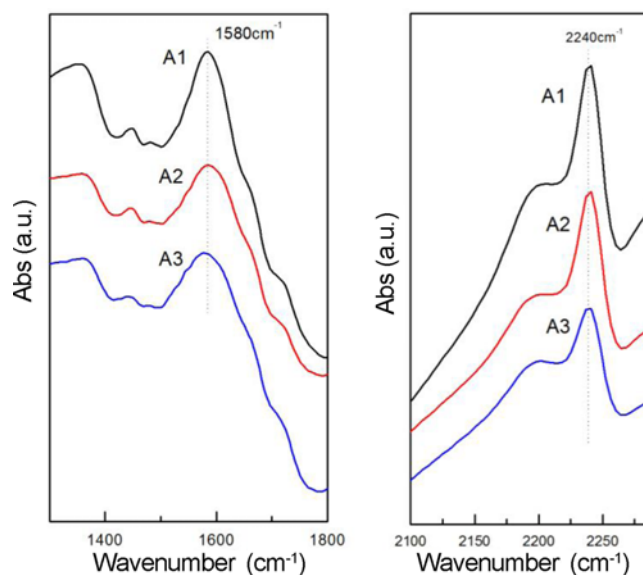 1580cm⁻¹
A1
A2
A3
Abs (a.u.)
1400 1600 1800
Wavenumber (cm⁻¹)
2240cm⁻¹
A1
A2
A3
Abs (a.u.)
2100 2150 2200 2250
Wavenumber (cm⁻¹)